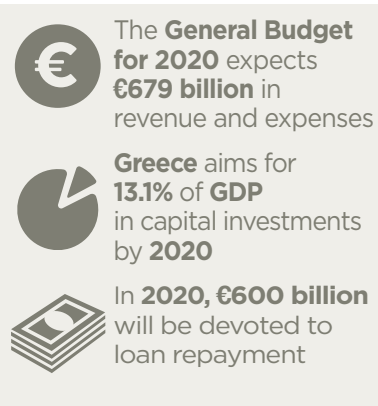 €
The General Budget
for 2020 expects
€679 billion in
revenue and expenses
Greece aims for
13.1% of GDP
in capital investments
by 2020
In 2020, €600 billion
will be devoted to
loan repayment